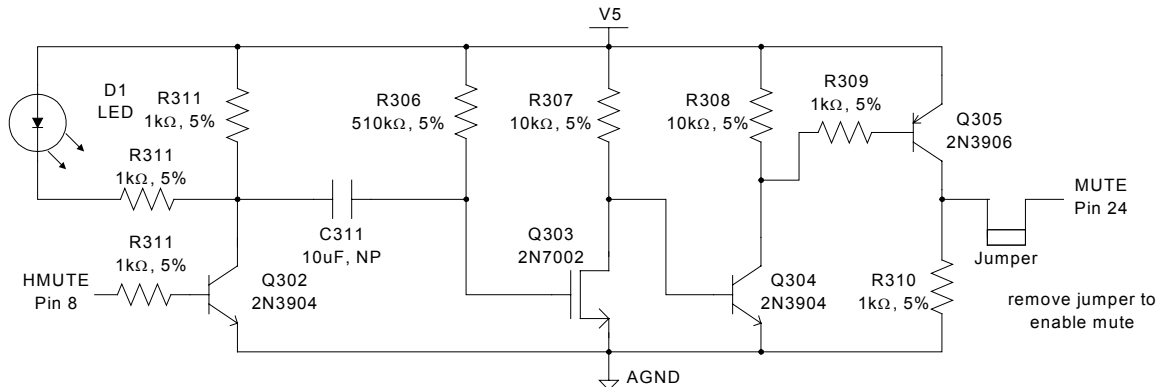 V5
D1
LED
R311
1kΩ, 5%
R306
510kΩ, 5%
R307
10kΩ, 5%
R308
10kΩ, 5%
R309
1kΩ, 5%
Q305
2N3906
R311
1kΩ, 5%
MUTE
Pin 24
C311
10uF, NP
Q303
2N7002
Jumper
R311
1kΩ, 5%
HMUTE
Pin 8
Q302
2N3904
Q304
2N3904
R310
1kΩ, 5%
remove jumper to
enable mute
AGND